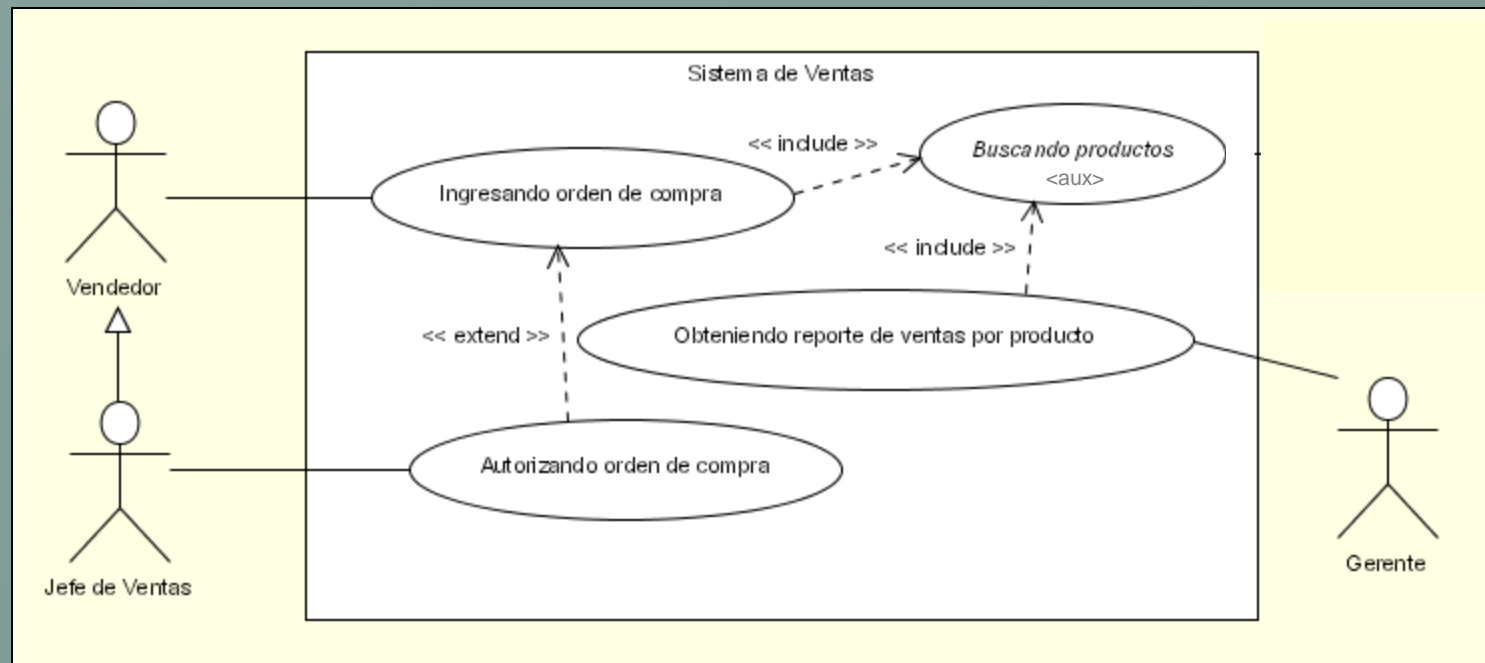 Sistema de Ventas
<< include >>
Buscando productos
<aux>
Ingresando orden de compra
<< include >>
Vendedor
<< extend >>
Obteniendo reporte de ventas por producto
Autorizando orden de compra
Gerente
Jefe de Ventas